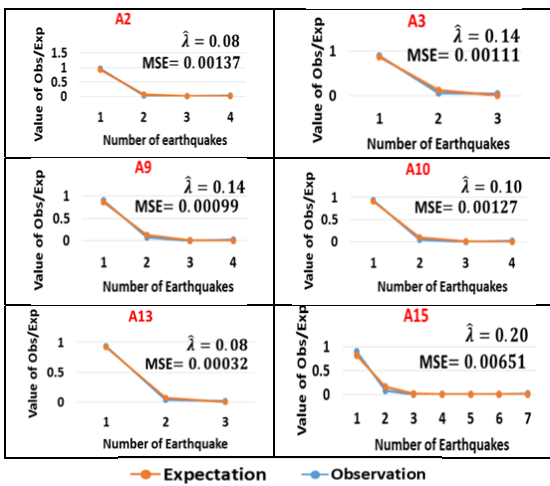 A2
λ̂ = 0.08
MSE= 0.00137
Value of Obs/Exp
1.5
1
0.5
0
1 2 3 4
Number of earthquakes
A3
λ̂ = 0.14
MSE= 0.00111
Value of Obs/Exp
1
0
1 2 3
Number of earthquakes
A9
λ̂ = 0.14
MSE= 0.00099
Value of Obs/Exp
1
0.5
0
1 2 3 4
Number of Earthquakes
A10
λ̂ = 0.10
MSE= 0.00127
Value of Obs/Exp
1
0.5
0
1 2 3 4
Number of Earthquakes
A13
λ̂ = 0.08
MSE= 0.00032
Value of Obs/Exp
1
0.5
0
1 2 3
Number of Earthquake
A15
λ̂ = 0.20
MSE= 0.00651
Value of Obs/Exp
1
0.5
0
1 2 3 4 5 6 7
Number of Earthquakes
Expectation Observation